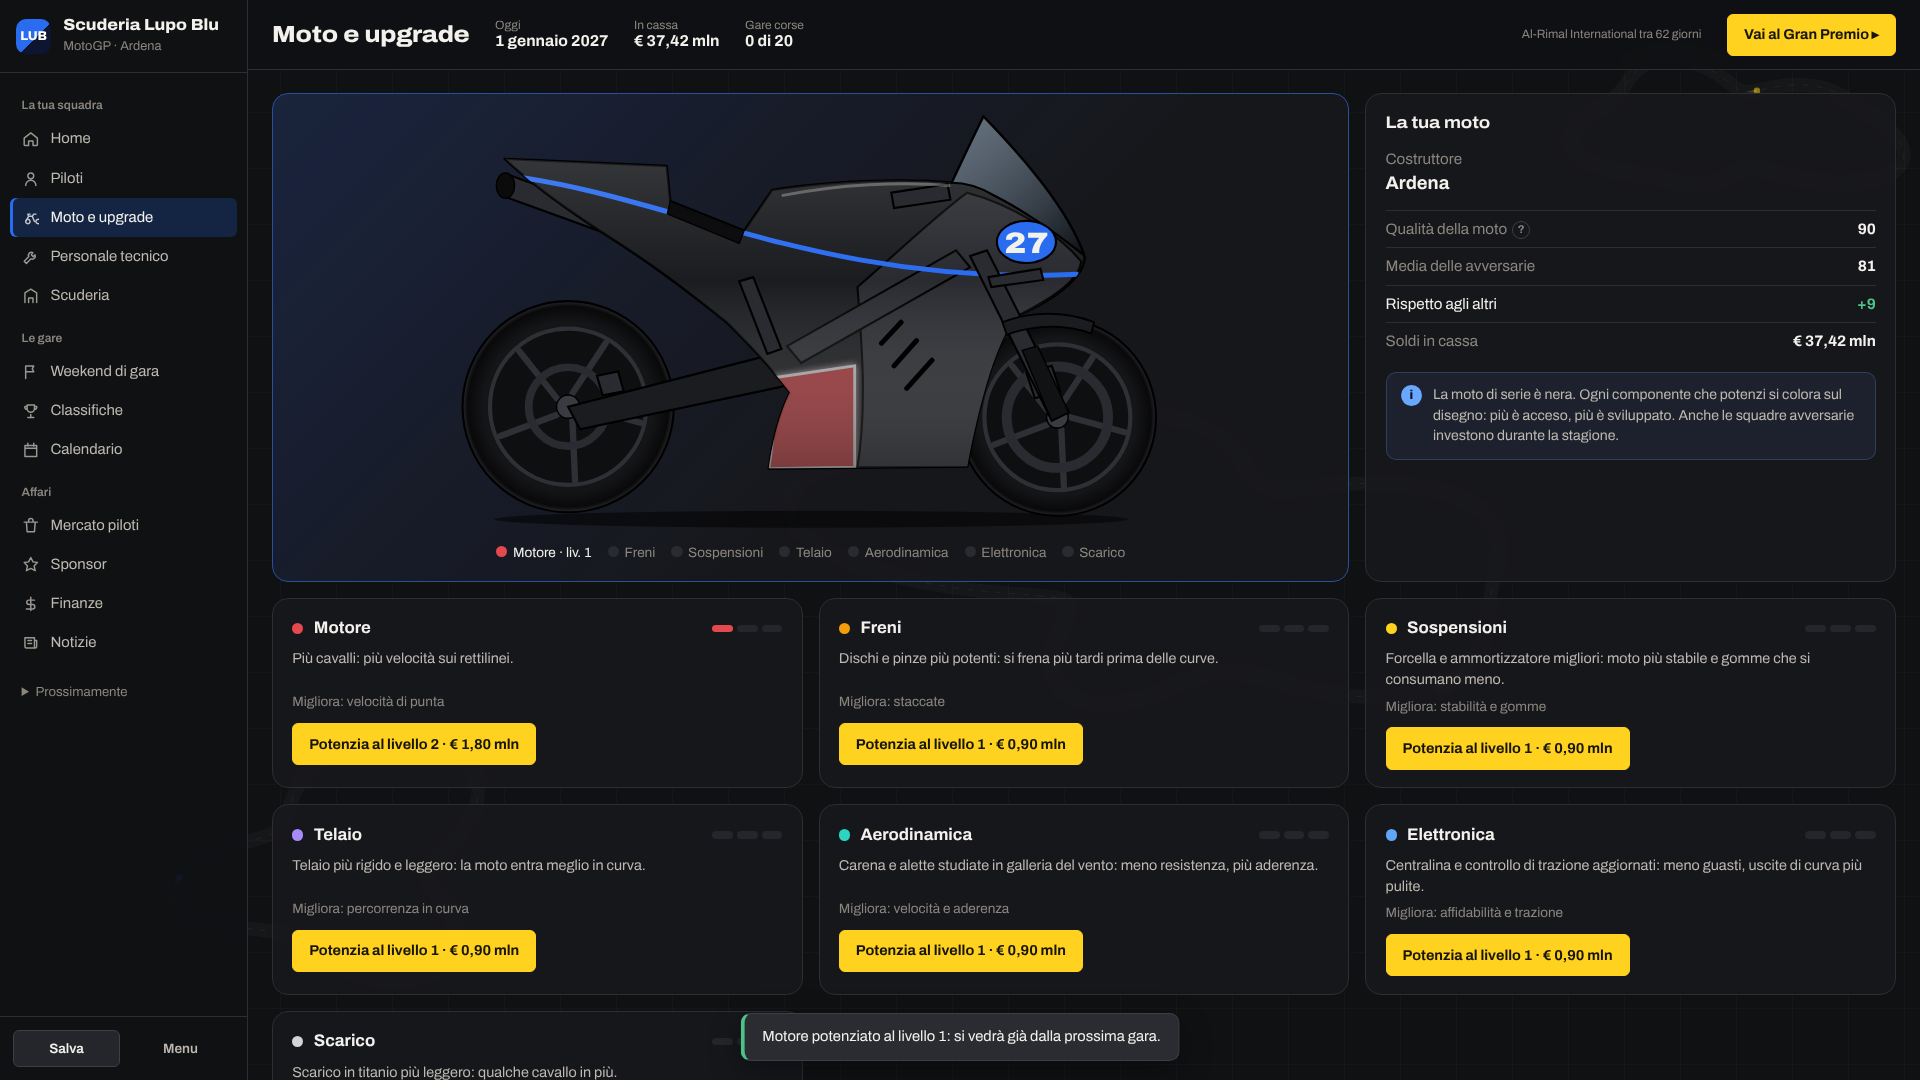 LUB
Scuderia Lupo Blu
MotoGP · Ardena
La tua squadra
Home
Piloti
Moto e upgrade
Personale tecnico
Scuderia
Le gare
Weekend di gara
Classifiche
Calendario
Affari
Mercato piloti
Sponsor
Finanze
Notizie
Prossimamente
Salva
Menu
Moto e upgrade
Oggi
1 gennaio 2027
In cassa
€ 37,42 mln
Gare corse
0 di 20
Al-Rimal International tra 62 giorni
Vai al Gran Premio ▸
27
Motore · liv. 1
Freni
Sospensioni
Telaio
Aerodinamica
Elettronica
Scarico
La tua moto
Costruttore
Ardena
Qualità della moto ? 90
Media delle avversarie 81
Rispetto agli altri +9
Soldi in cassa € 37,42 mln
i
La moto di serie è nera. Ogni componente che potenzi si colora sul
disegno: più è acceso, più è sviluppato. Anche le squadre avversarie
investono durante la stagione.
Motore
Più cavalli: più velocità sui rettilinei.
Migliora: velocità di punta
Potenzia al livello 2 · € 1,80 mln
Freni
Dischi e pinze più potenti: si frena più tardi prima delle curve.
Migliora: staccate
Potenzia al livello 1 · € 0,90 mln
Sospensioni
Forcella e ammortizzatore migliori: moto più stabile e gomme che si
consumano meno.
Migliora: stabilità e gomme
Potenzia al livello 1 · € 0,90 mln
Telaio
Telaio più rigido e leggero: la moto entra meglio in curva.
Migliora: percorrenza in curva
Potenzia al livello 1 · € 0,90 mln
Aerodinamica
Carena e alette studiate in galleria del vento: meno resistenza, più aderenza.
Migliora: velocità e aderenza
Potenzia al livello 1 · € 0,90 mln
Elettronica
Centralina e controllo di trazione aggiornati: meno guasti, uscite di curva più
pulite.
Migliora: affidabilità e trazione
Potenzia al livello 1 · € 0,90 mln
Scarico
Scarico in titanio più leggero: qualche cavallo in più.
Motore potenziato al livello 1: si vedrà già dalla prossima gara.